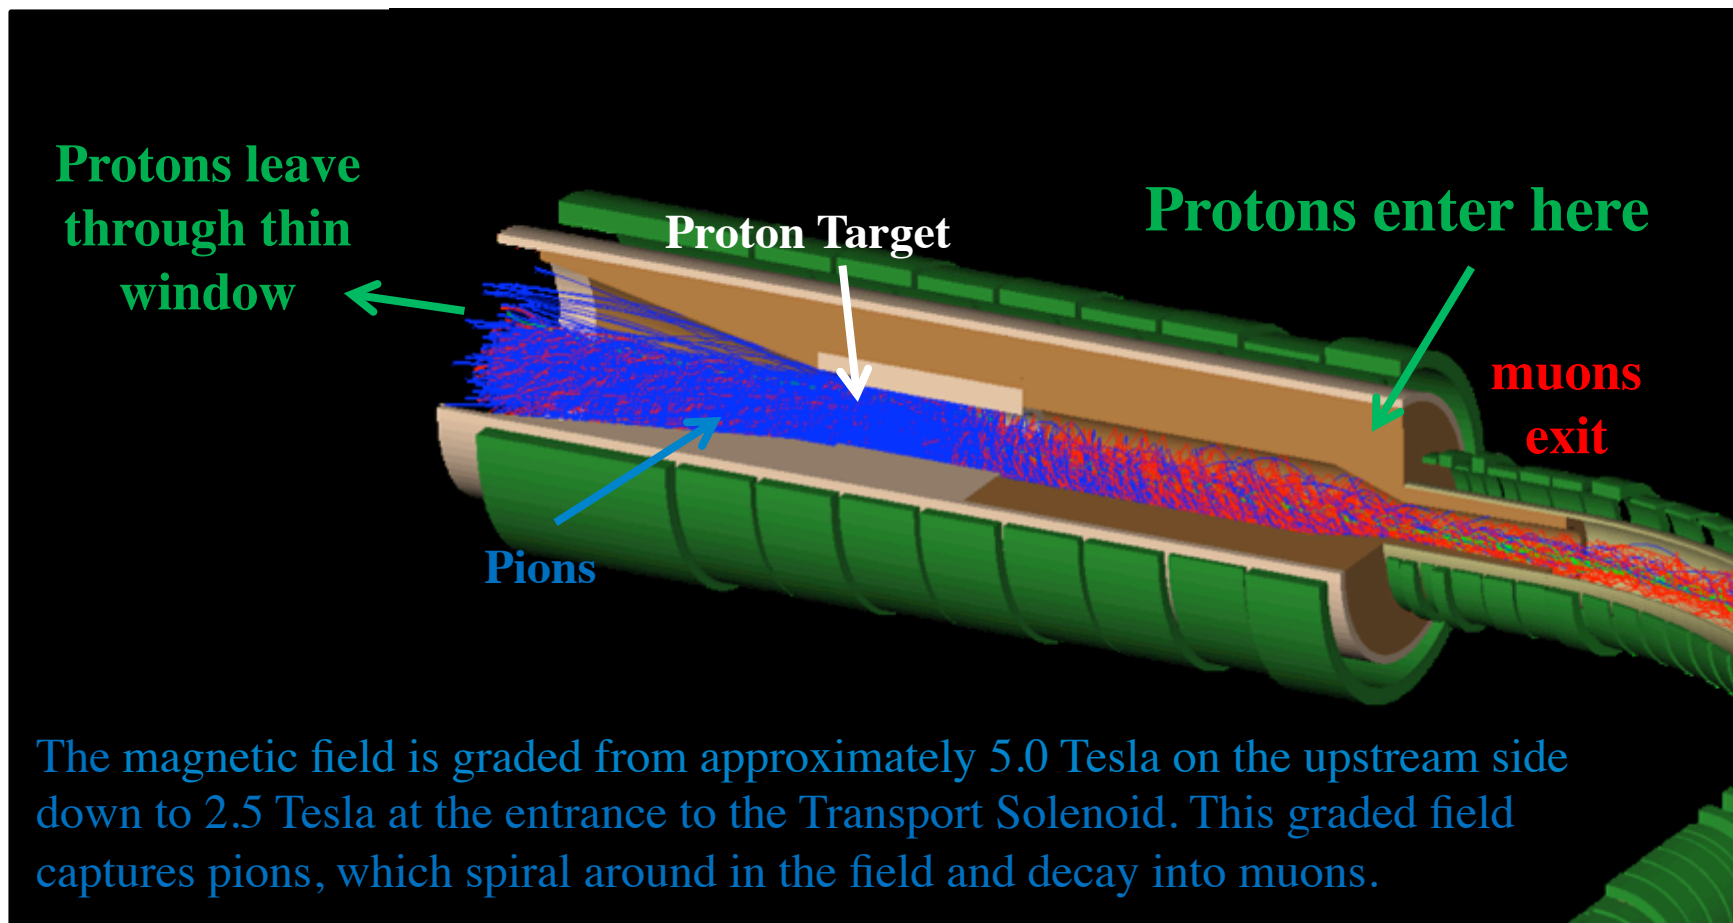 Protons leave
through thin
window
Proton Target
Protons enter here
muons
exit
Pions
The magnetic field is graded from approximately 5.0 Tesla on the upstream side
down to 2.5 Tesla at the entrance to the Transport Solenoid. This graded field
captures pions, which spiral around in the field and decay into muons.